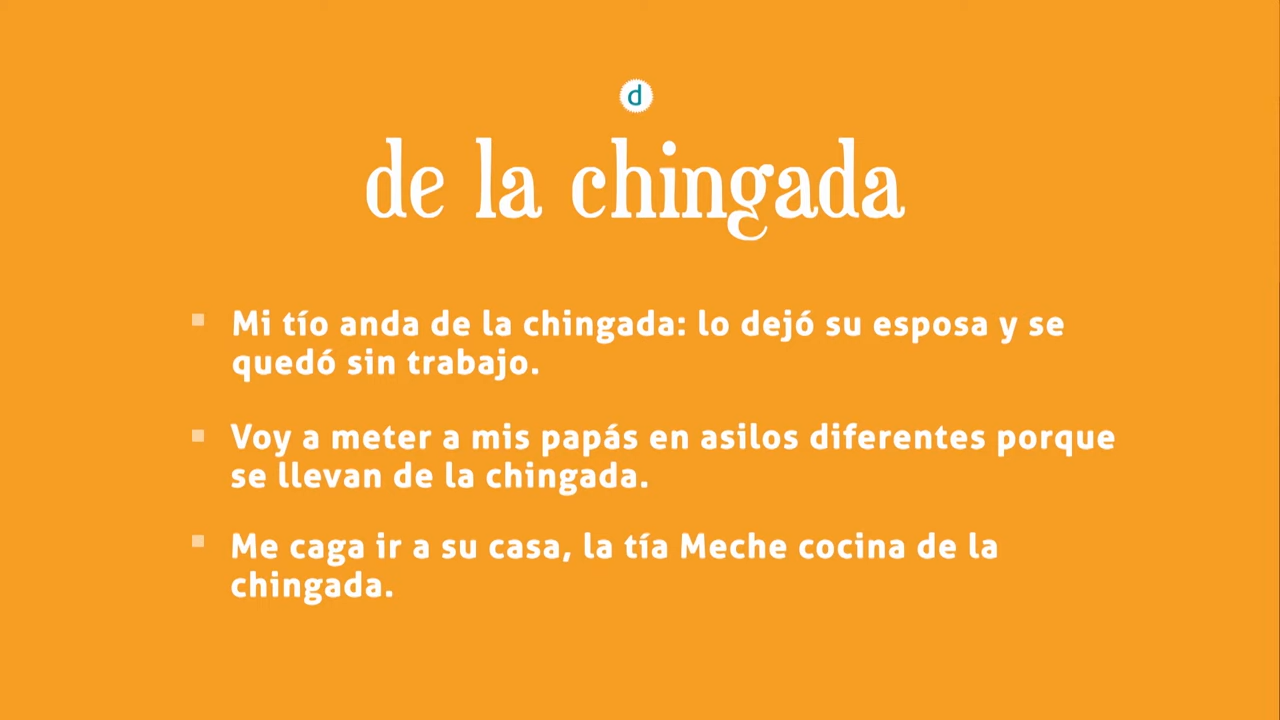 d
de la chingada
Mi tío anda de la chingada: lo dejó su esposa y se
quedó sin trabajo.
Voy a meter a mis papás en asilos diferentes porque
se llevan de la chingada.
Me caga ir a su casa, la tía Meche cocina de la
chingada.